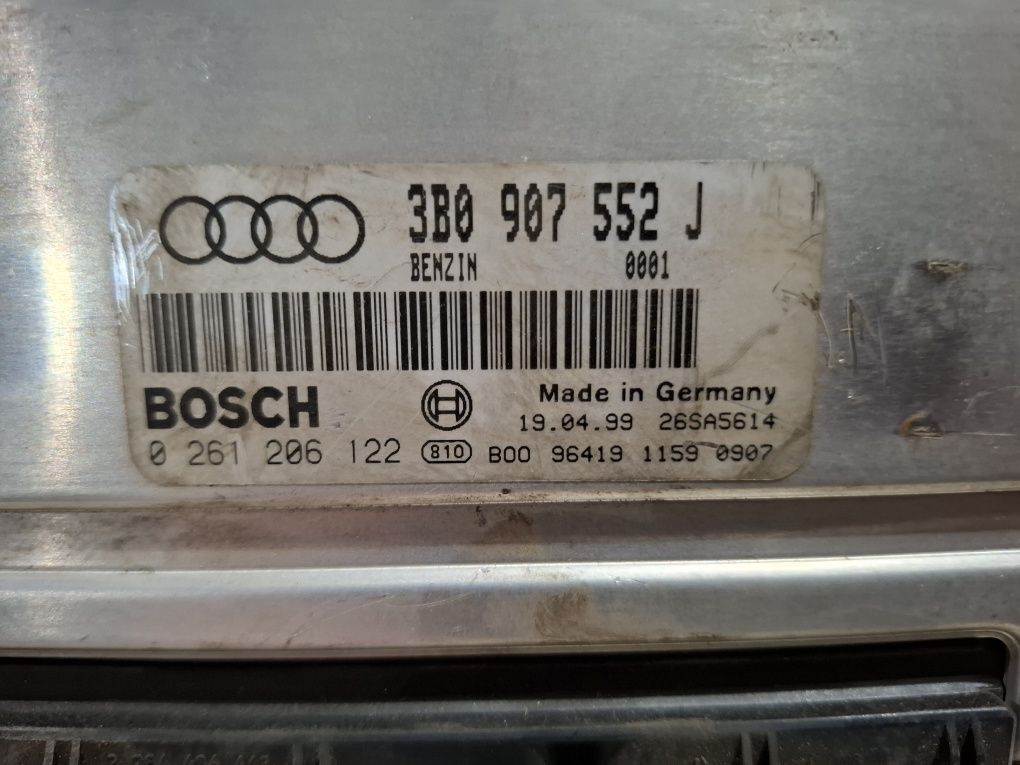 3B0 907 552 J
BENZIN 0001
BOSCH
Made in Germany
19.04.99 26SA5614
0 261 206 122 810 B00 96419 1159 0907